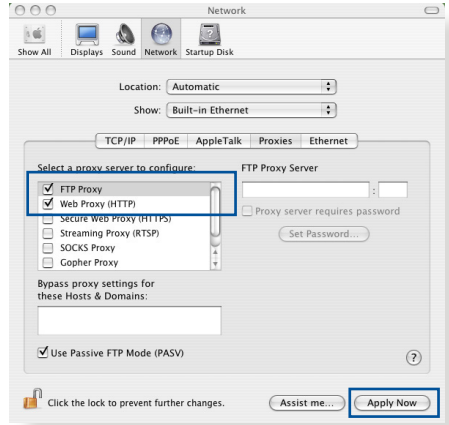 Network
Show All Displays Sound Network Startup Disk
Location: Automatic
Show: Built-in Ethernet
TCP/IP PPPoE AppleTalk Proxies Ethernet
Select a proxy server to configure:
FTP Proxy
Web Proxy (HTTP)
Secure Web Proxy (HTTPS)
Streaming Proxy (RTSP)
SOCKS Proxy
Gopher Proxy
FTP Proxy Server
:
Proxy server requires password
Set Password...
Bypass proxy settings for
these Hosts & Domains:
Use Passive FTP Mode (PASV)
?
Click the lock to prevent further changes.
Assist me... Apply Now